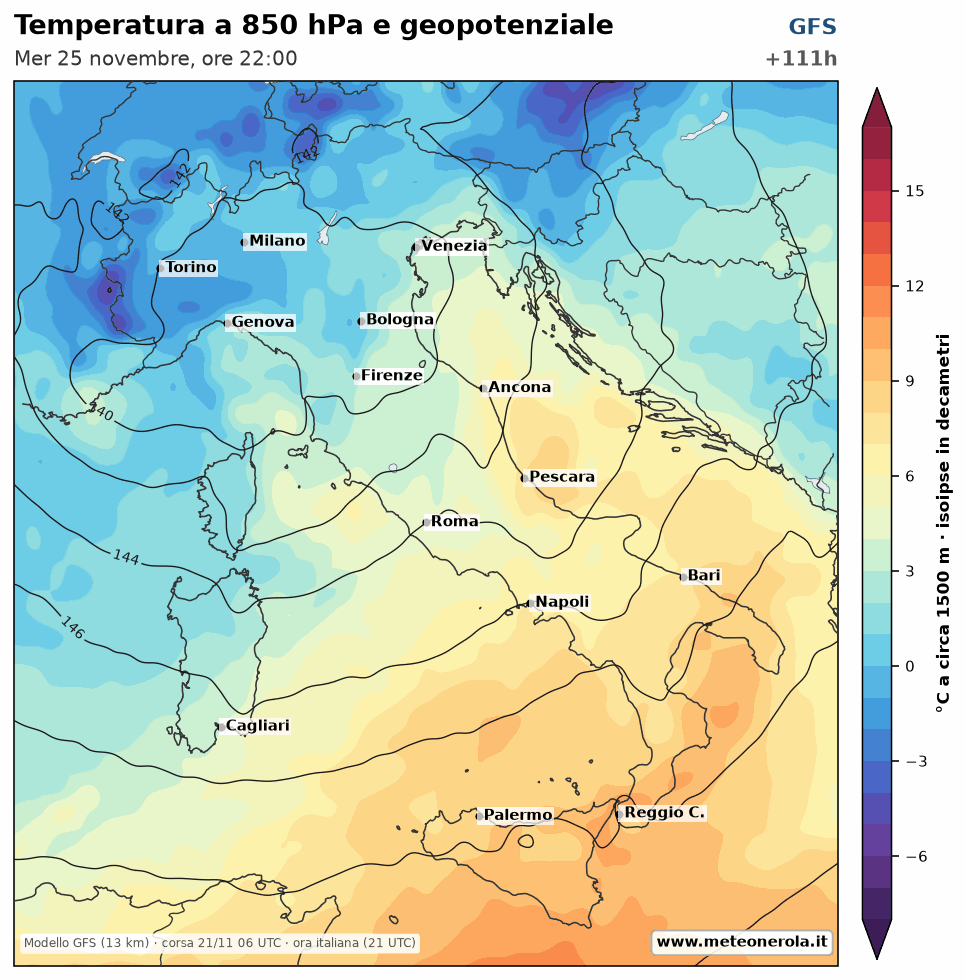 Temperatura a 850 hPa e geopotenziale
GFS
Mer 25 novembre, ore 22:00
+111h
142
142
142
Milano
Venezia
Torino
Genova
Bologna
Firenze
Ancona
140
Pescara
Roma
144
Bari
Napoli
146
Cagliari
Palermo
Reggio C.
15
12
9
6
3
0
−3
−6
°C a circa 1500 m · isoipse in decametri
Modello GFS (13 km) · corsa 21/11 06 UTC · ora italiana (21 UTC)
www.meteonerola.it